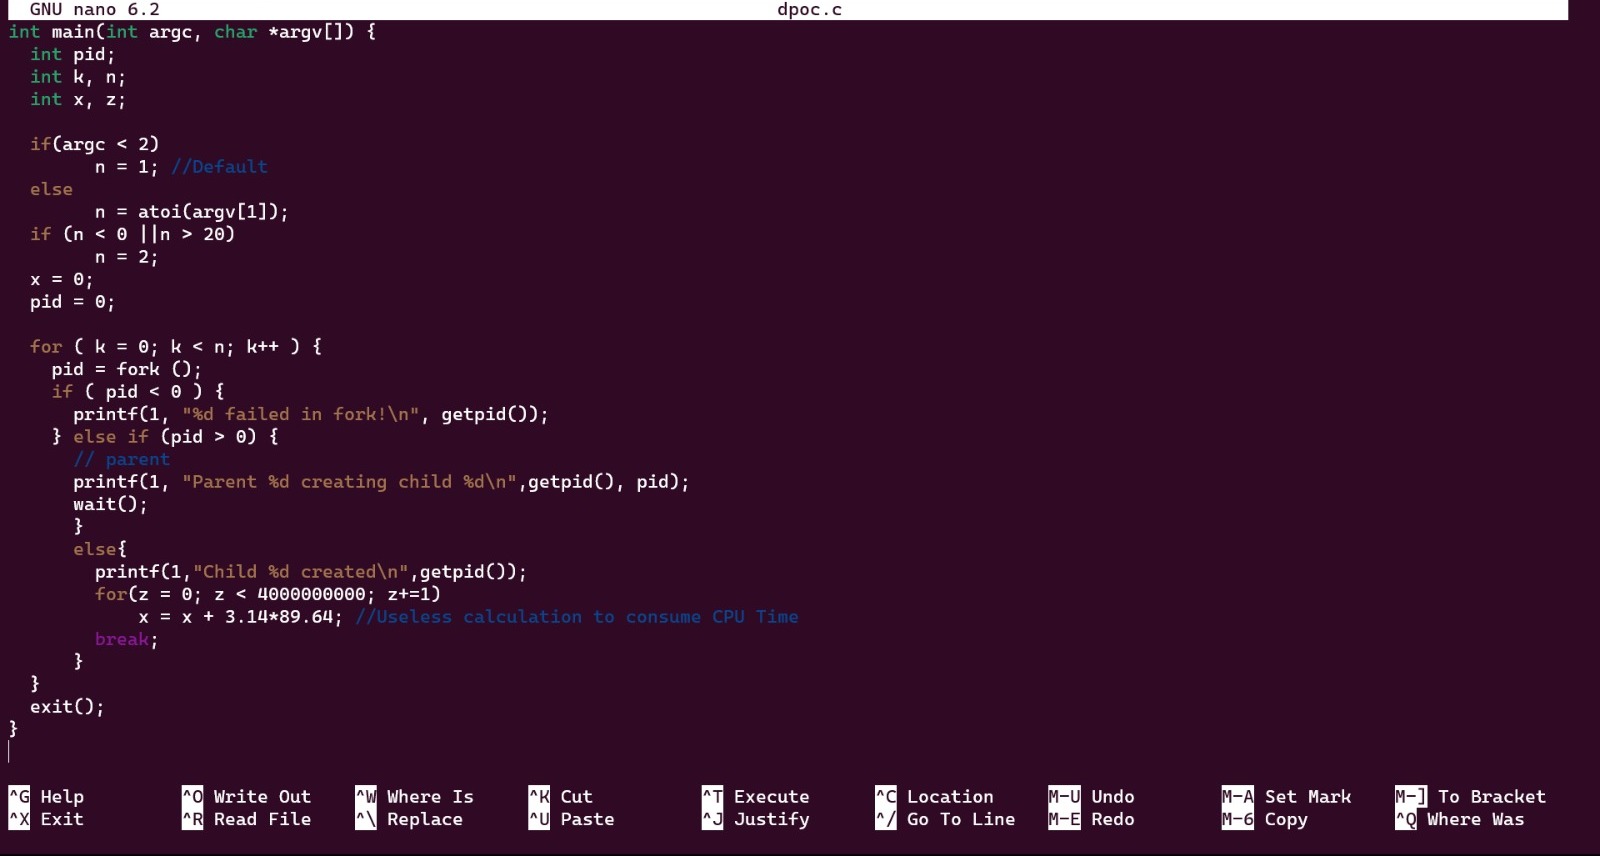 GNU nano 6.2 dpoc.c
int main(int argc, char *argv[]) {
  int pid;
  int k, n;
  int x, z;

  if(argc < 2)
        n = 1; //Default
  else
        n = atoi(argv[1]);
  if (n < 0 ||n > 20)
        n = 2;
  x = 0;
  pid = 0;

  for ( k = 0; k < n; k++ ) {
    pid = fork ();
    if ( pid < 0 ) {
      printf(1, "%d failed in fork!\n", getpid());
    } else if (pid > 0) {
      // parent
      printf(1, "Parent %d creating child %d\n",getpid(), pid);
      wait();
      }
      else{
        printf(1,"Child %d created\n",getpid());
        for(z = 0; z < 4000000000; z+=1)
            x = x + 3.14*89.64; //Useless calculation to consume CPU Time
        break;
      }
  }
  exit();
}
^G Help ^O Write Out ^W Where Is ^K Cut ^T Execute ^C Location M-U Undo M-A Set Mark M-] To Bracket
^X Exit ^R Read File ^\ Replace ^U Paste ^J Justify ^/ Go To Line M-E Redo M-6 Copy ^Q Where Was